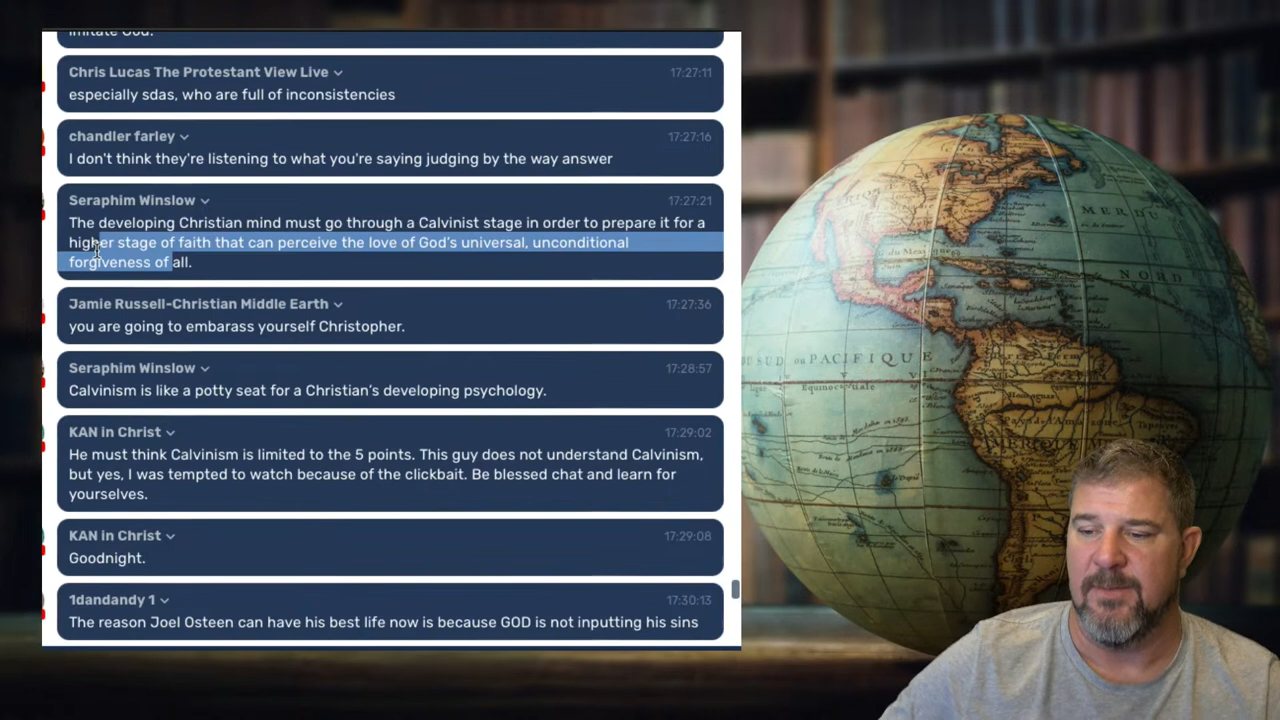 imitate God.
Chris Lucas The Protestant View Live 17:27:11
especially sdas, who are full of inconsistencies
chandler farley 17:27:16
I don't think they're listening to what you're saying judging by the way answer
Seraphim Winslow 17:27:21
The developing Christian mind must go through a Calvinist stage in order to prepare it for a
higher stage of faith that can perceive the love of God's universal, unconditional
forgiveness of all.
Jamie Russell-Christian Middle Earth 17:27:36
you are going to embarass yourself Christopher.
Seraphim Winslow 17:28:57
Calvinism is like a potty seat for a Christian's developing psychology.
KAN in Christ 17:29:02
He must think Calvinism is limited to the 5 points. This guy does not understand Calvinism,
but yes, I was tempted to watch because of the clickbait. Be blessed chat and learn for
yourselves.
KAN in Christ 17:29:08
Goodnight.
1dandandy 1 17:30:13
The reason Joel Osteen can have his best life now is because GOD is not inputting his sins
MER DU
NORD
DU SUD ou PACIFIQUE
Equinectiale